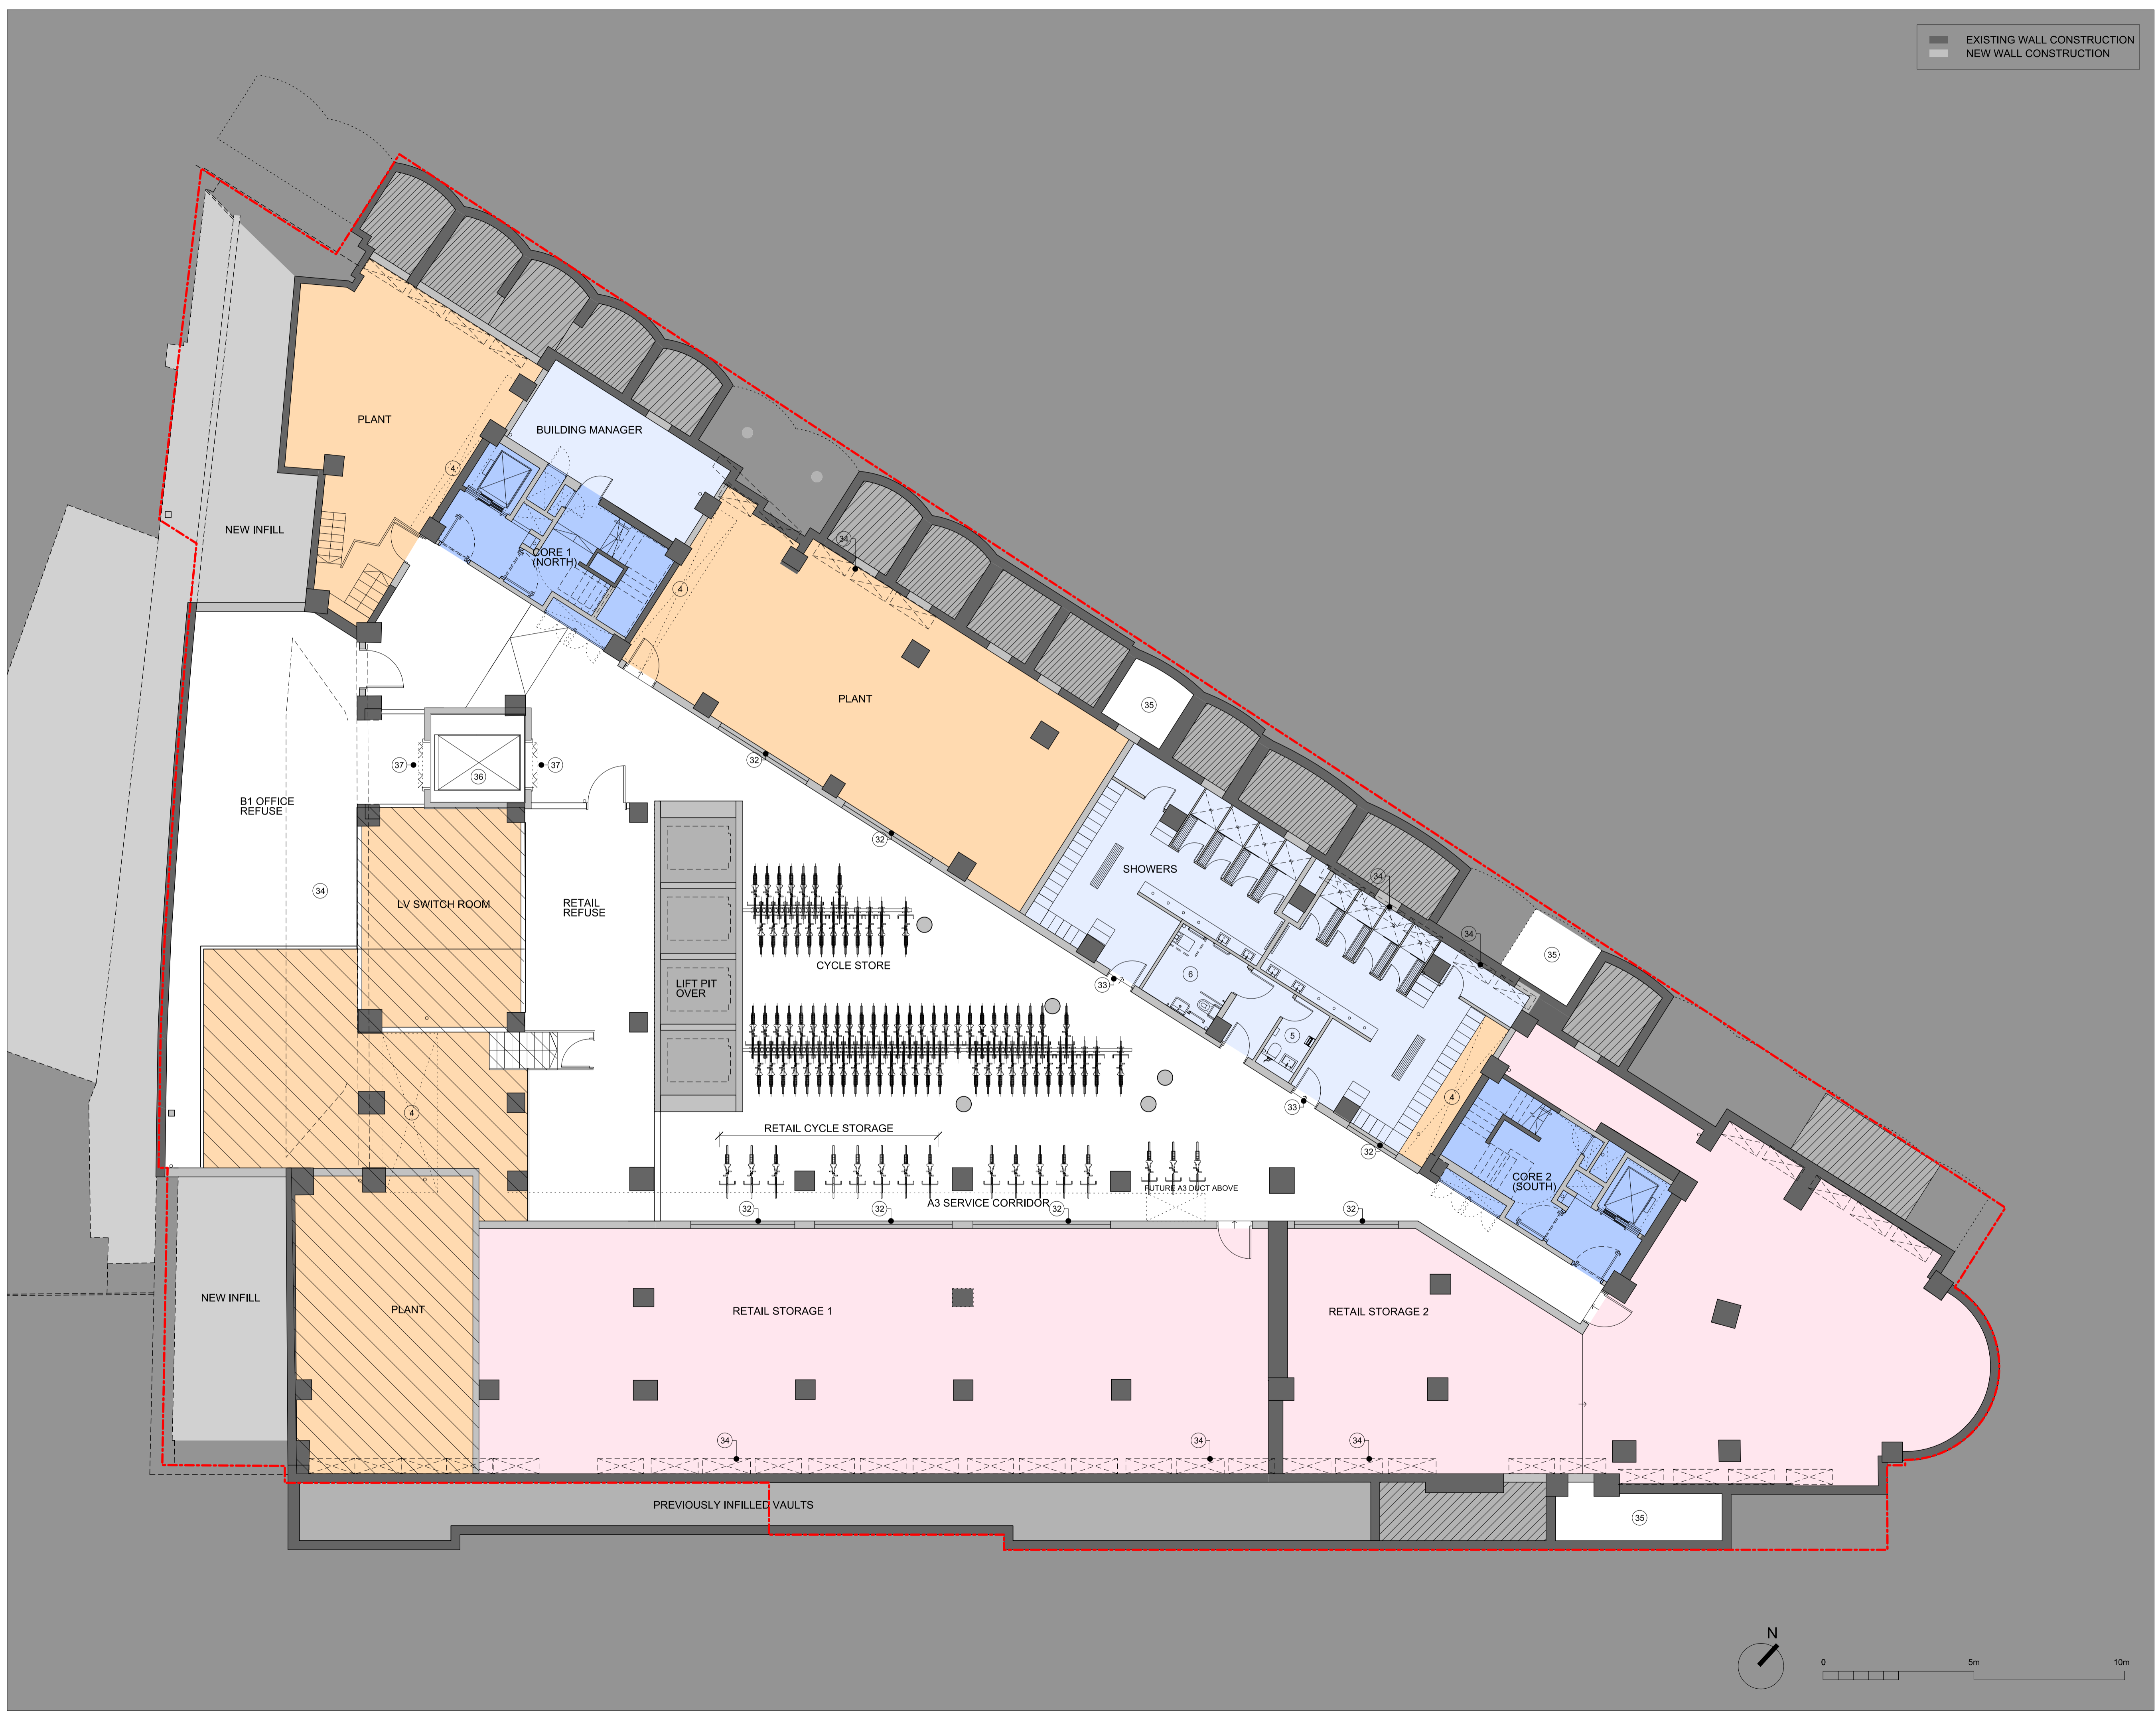 EXISTING WALL CONSTRUCTION
NEW WALL CONSTRUCTION
PLANT
BUILDING MANAGER
4
NEW INFILL
CORE 1
(NORTH)
34
4
PLANT
35
37
36
37
32
B1 OFFICE
REFUSE
32
34
LV SWITCH ROOM
RETAIL
REFUSE
SHOWERS
34
34
CYCLE STORE
35
LIFT PIT
OVER
6
33
5
4
33
4
RETAIL CYCLE STORAGE
32
CORE 2
(SOUTH)
FUTURE A3 DUCT ABOVE
A3 SERVICE CORRIDOR
32
32
32
32
NEW INFILL
PLANT
RETAIL STORAGE 1
RETAIL STORAGE 2
34
34
34
PREVIOUSLY INFILLED VAULTS
35
N
0
5m
10m